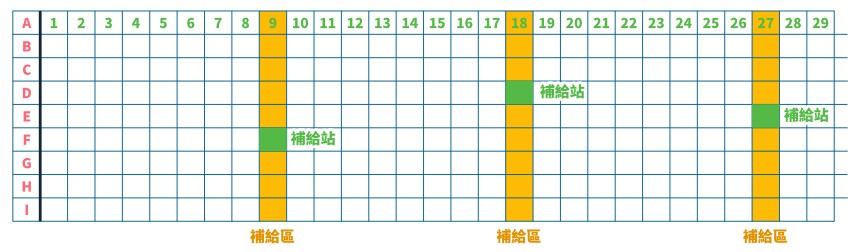 A 1 2 3 4 5 6 7 8 9 10 11 12 13 14 15 16 17 18 19 20 21 22 23 24 25 26 27 28 29
B
C
D 補給站
E 補給站
F 補給站
G
H
I
補給區 補給區 補給區